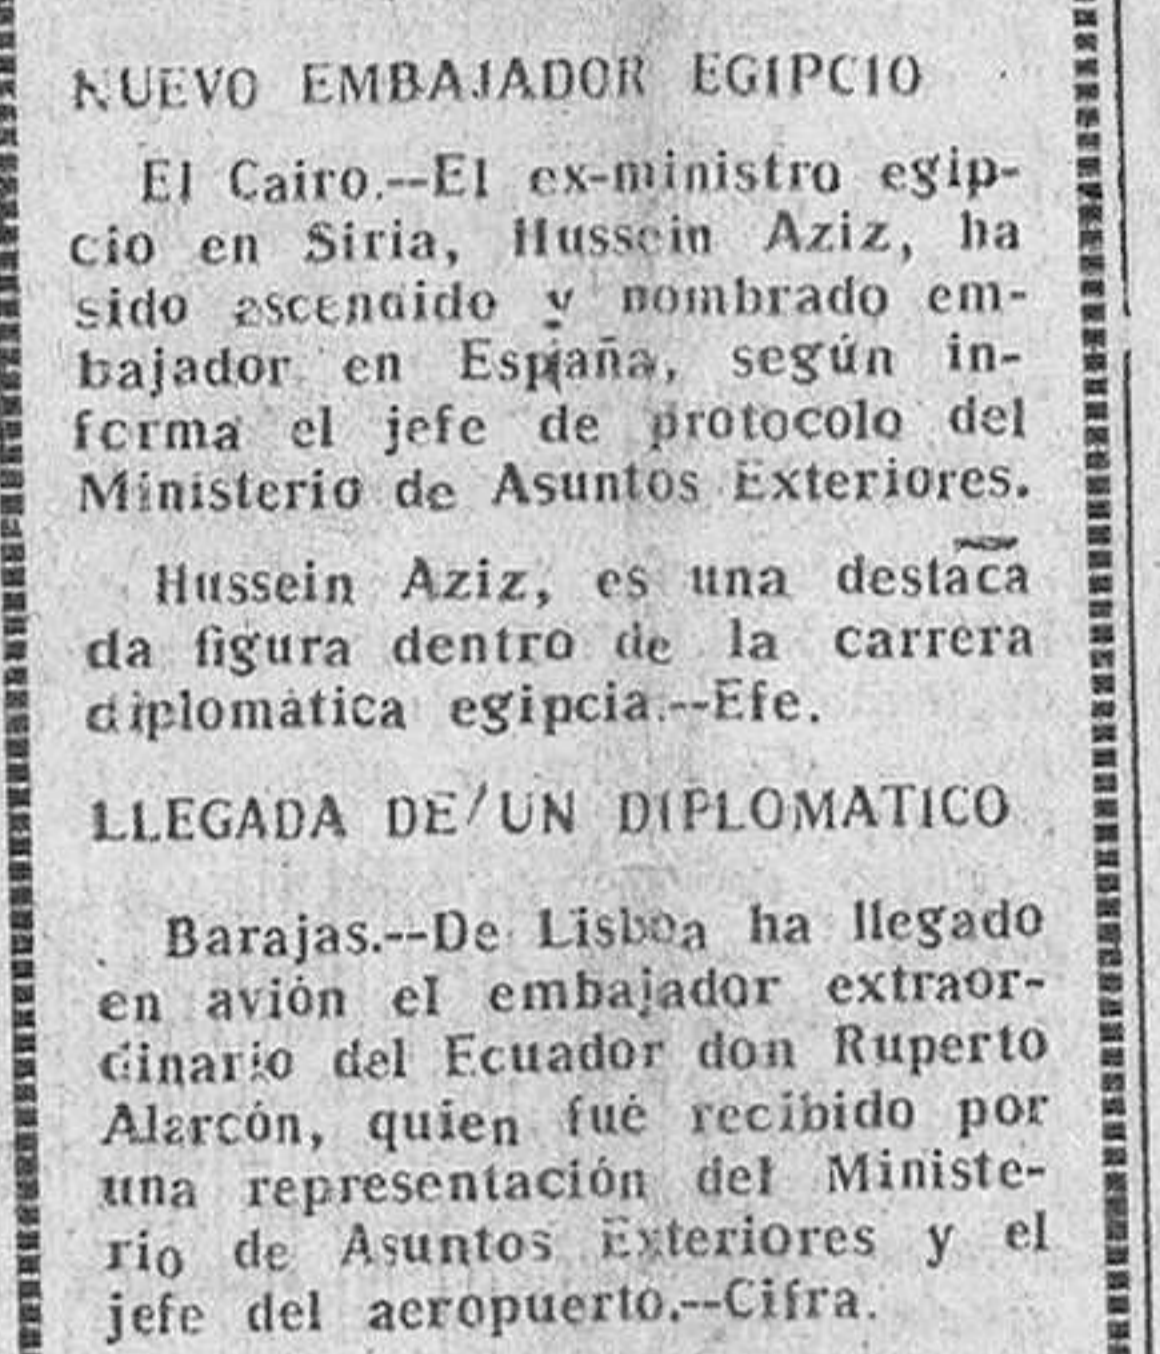 NUEVO EMBAJADOR EGIPCIO
El Cairo.--El ex-ministro egip-
cio en Siria, Hussein Aziz, ha
sido ascendido y nombrado em-
bajador en España, según in-
forma el jefe de protocolo del
Ministerio de Asuntos Exteriores.
Hussein Aziz, es una destaca
da figura dentro de la carrera
diplomática egipcia.--Efe.
LLEGADA DE UN DIPLOMATICO
Barajas.--De Lisboa ha llegado
en avión el embajador extraor-
dinario del Ecuador don Ruperto
Alarcón, quien fué recibido por
una representación del Ministe-
rio de Asuntos Exteriores y el
jefe del aeropuerto.--Cifra.